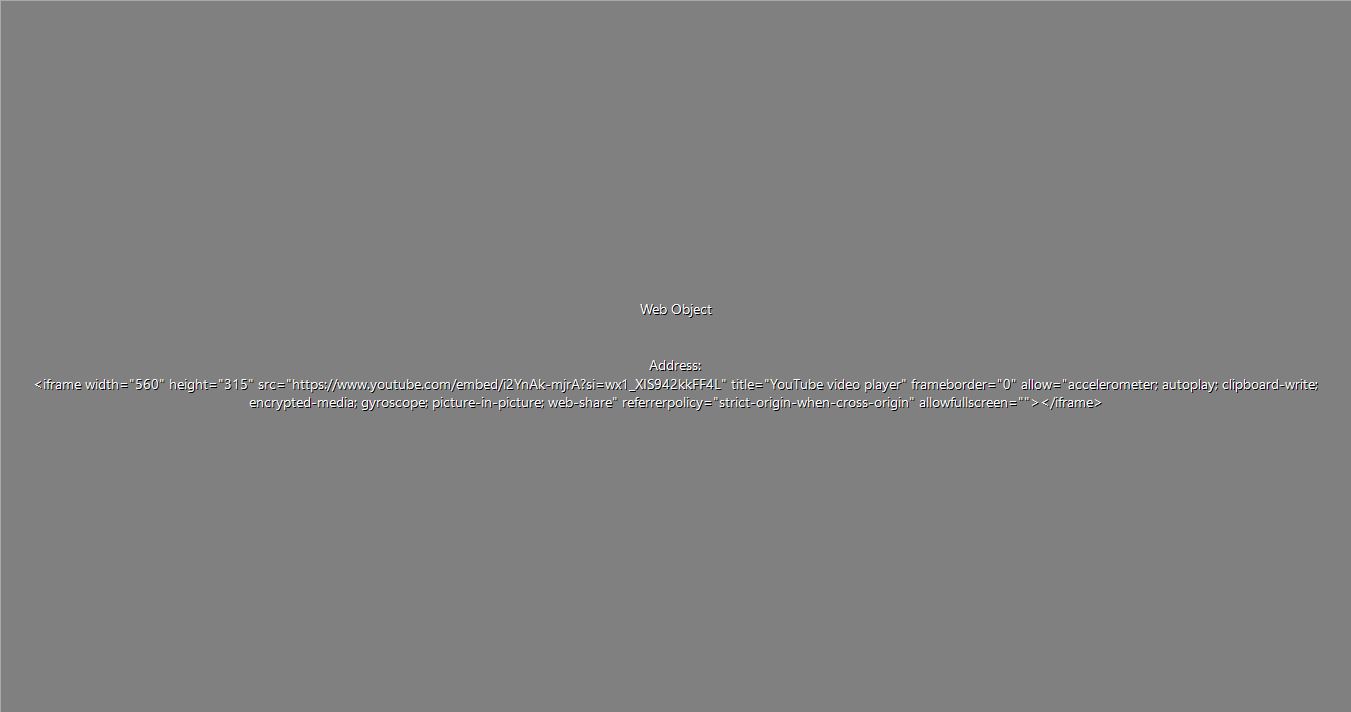 Web Object
Address:
<iframe width="560" height="315" src="https://www.youtube.com/embed/i2YnAk-mjrA?si=wx1_XIS942kkFF4L" title="YouTube video player" frameborder="0" allow="accelerometer; autoplay; clipboard-write;
encrypted-media; gyroscope; picture-in-picture; web-share" referrerpolicy="strict-origin-when-cross-origin" allowfullscreen=""></iframe>